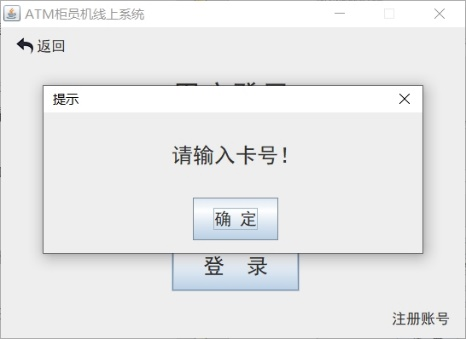 ATM柜员机线上系统
返回
提示
请输入卡号！
确 定
登 录
注册账号